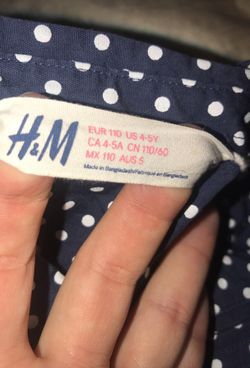 H&M
EUR 110 US 4-5Y
CA 4-5A CN 110/60
MX 110 AUS 5
Made in Bangladesh/Fabriqué en Bangladesh